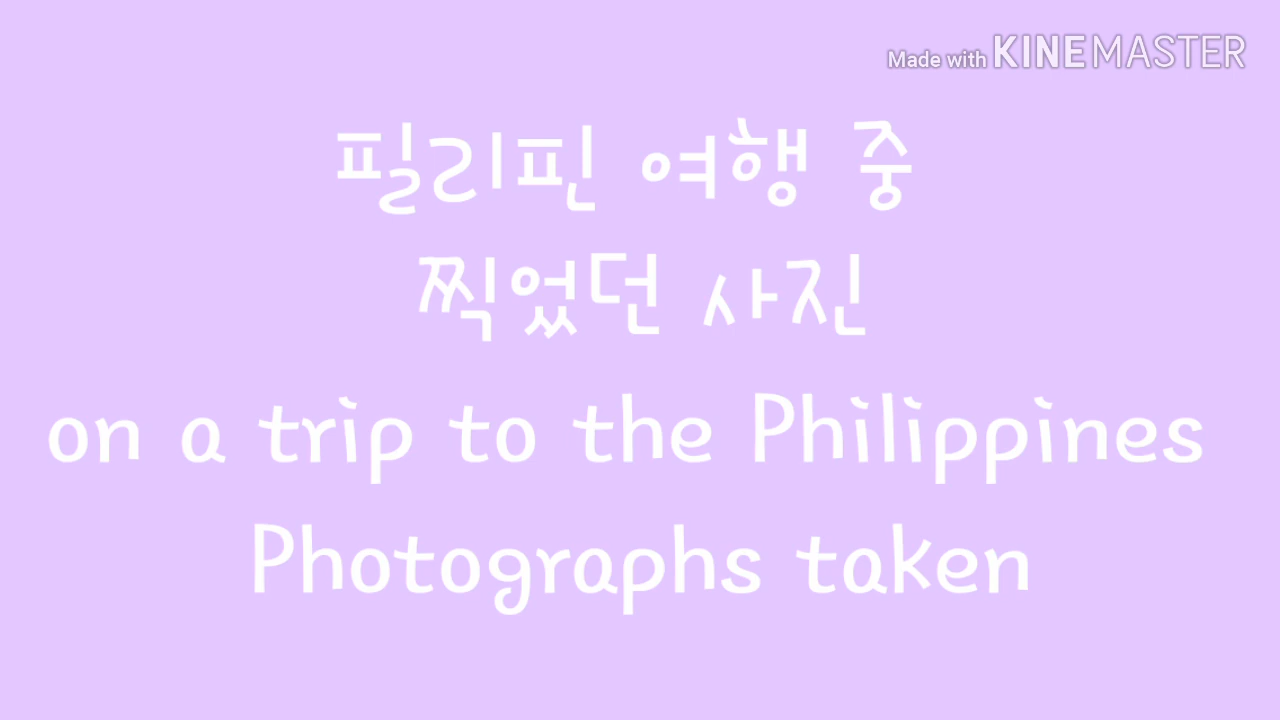 Made with KINEMASTER
필리핀 여행 중
찍었던 사진
on a trip to the Philippines
Photographs taken